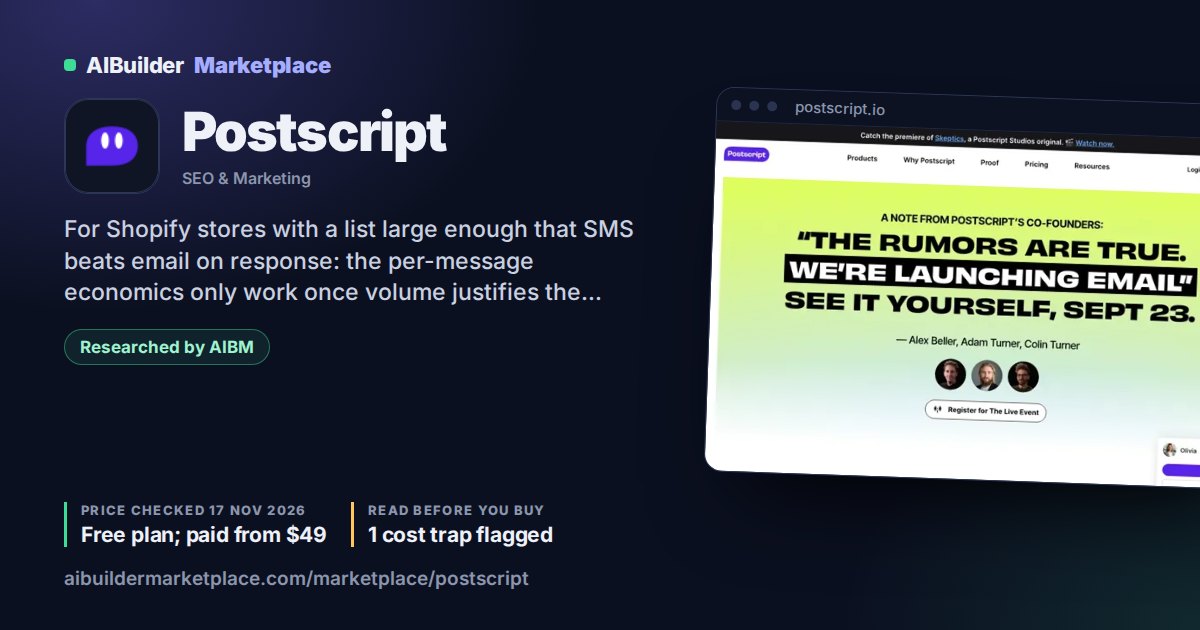 AIBuilder Marketplace
Postscript
SEO & Marketing
For Shopify stores with a list large enough that SMS
beats email on response: the per-message
economics only work once volume justifies the...
Researched by AIBM
PRICE CHECKED 17 NOV 2026
Free plan; paid from $49
READ BEFORE YOU BUY
1 cost trap flagged
aibuildermarketplace.com/marketplace/postscript
postscript.io
Catch the premiere of Skeptics, a Postscript Studios original. 🎬 Watch now.
Postscript
Products
Why Postscript
Proof
Pricing
Resources
Logi
A NOTE FROM POSTSCRIPT'S CO-FOUNDERS:
"THE RUMORS ARE TRUE.
WE'RE LAUNCHING EMAIL"
SEE IT YOURSELF, SEPT 23.
— Alex Beller, Adam Turner, Colin Turner
Register for The Live Event
Olivia